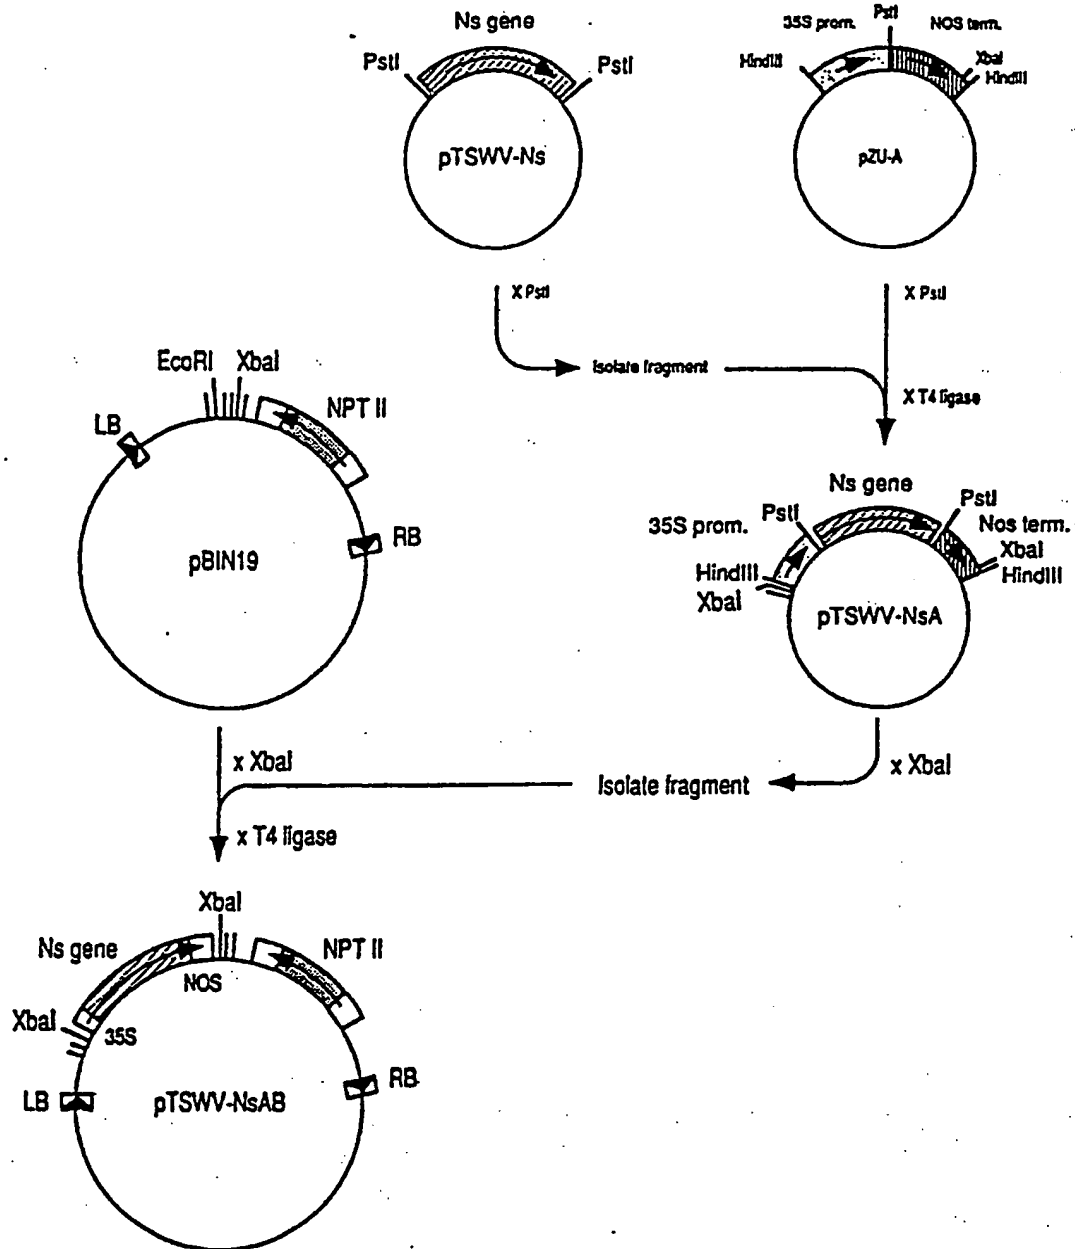 Ns gene
PstI
PstI
pTSWV-Ns
35S prom.
PstI
NOS term.
HindIII
XbaI
HindIII
pZU-A
X PstI
X PstI
Isolate fragment
X T4 ligase
EcoRI
XbaI
NPT II
LB
RB
pBIN19
Ns gene
PstI
PstI
35S prom.
Nos term.
HindIII
XbaI
XbaI
HindIII
pTSWV-NsA
x XbaI
x XbaI
Isolate fragment
x T4 ligase
XbaI
Ns gene
NPT II
NOS
XbaI
35S
LB
RB
pTSWV-NsAB